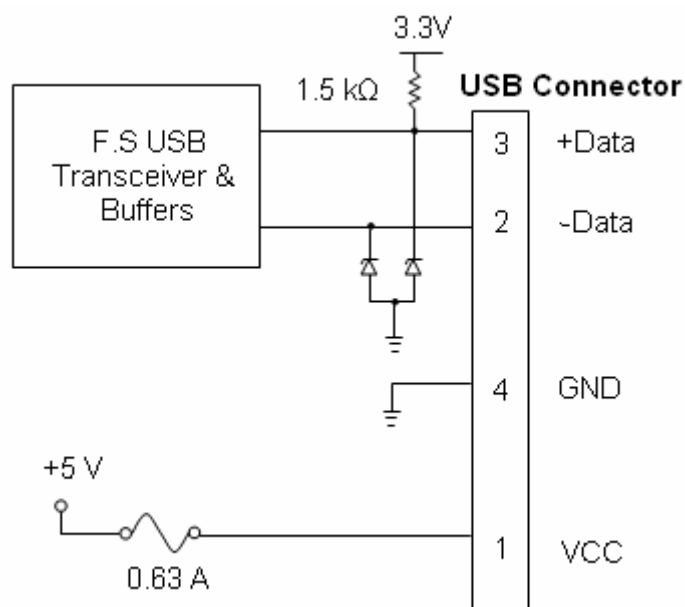 3.3V
1.5 kΩ
USB Connector
F.S USB
Transceiver &
Buffers
3
+Data
2
-Data
4
GND
+5 V
0.63 A
1
VCC